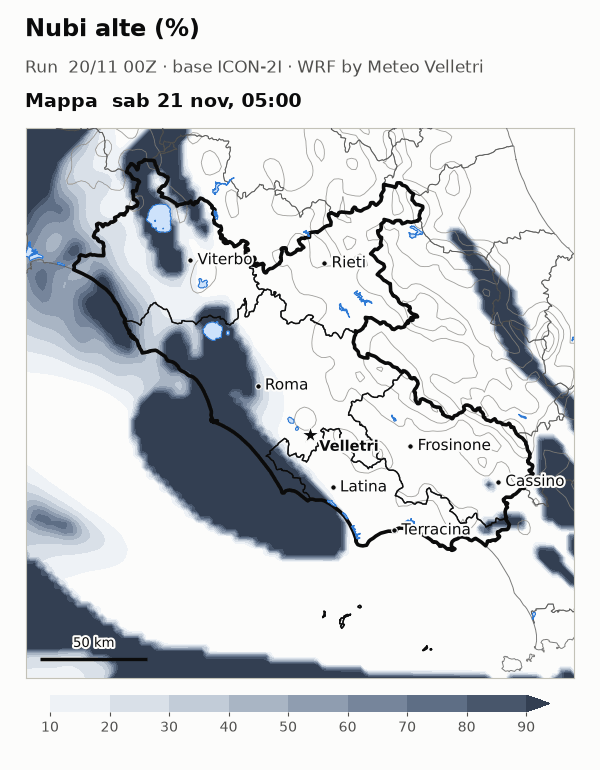 Nubi alte (%)
Run  20/11 00Z · base ICON-2I · WRF by Meteo Velletri
Mappa  sab 21 nov, 05:00
Viterbo
Rieti
Roma
Velletri
Frosinone
Cassino
Latina
Terracina
50 km
10 20 30 40 50 60 70 80 90